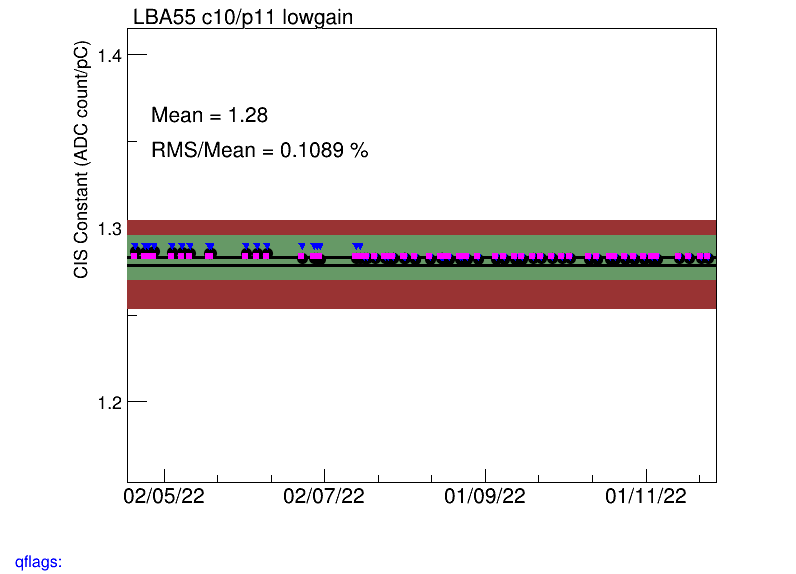 LBA55 c10/p11 lowgain
CIS Constant (ADC count/pC)
1.4
Mean = 1.28
RMS/Mean = 0.1089 %
1.3
1.2
02/05/22 02/07/22 01/09/22 01/11/22
qflags: